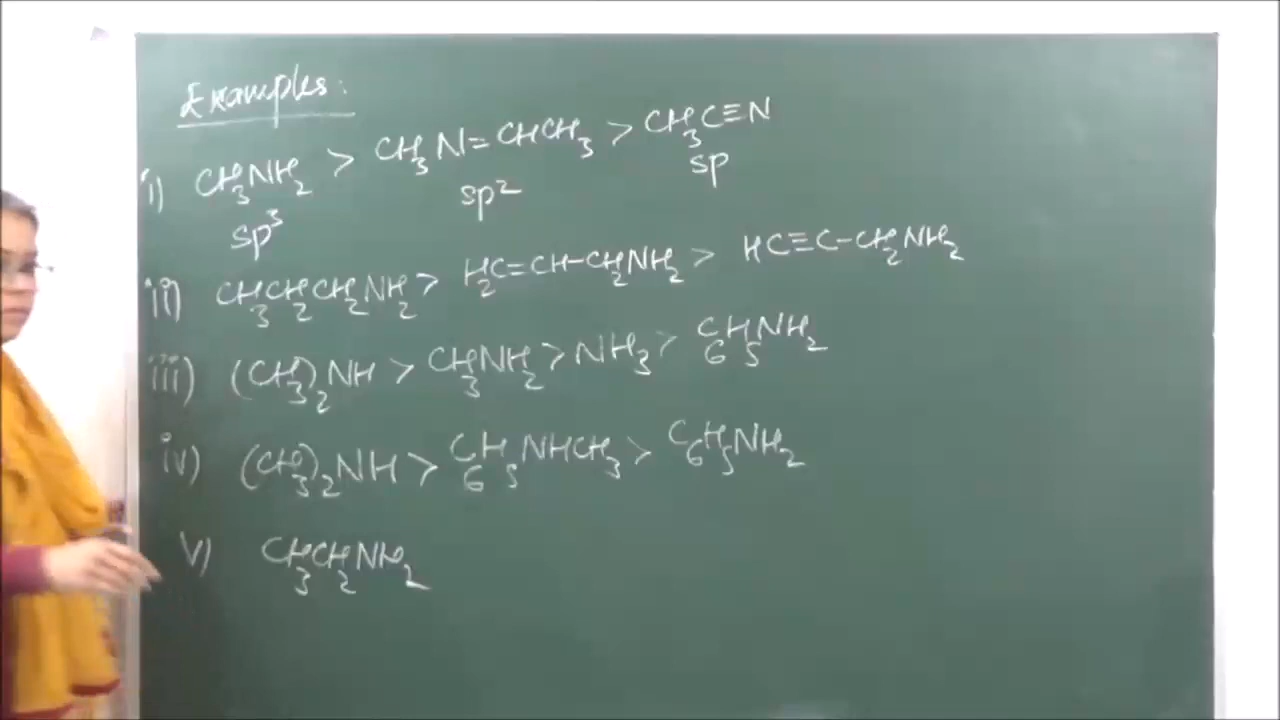 Examples:
i) CH₃NH₂ > CH₃N=CHCH₃ > CH₃C≡N
sp³ sp² sp
ii) CH₃CH₂CH₂NH₂ > H₂C=CH-CH₂NH₂ > HC≡C-CH₂NH₂
iii) (CH₃)₂NH > CH₃NH₂ > NH₃ > C₆H₅NH₂
iv) (CH₃)₂NH > C₆H₅NHCH₃ > C₆H₅NH₂
v) CH₃CH₂NH₂